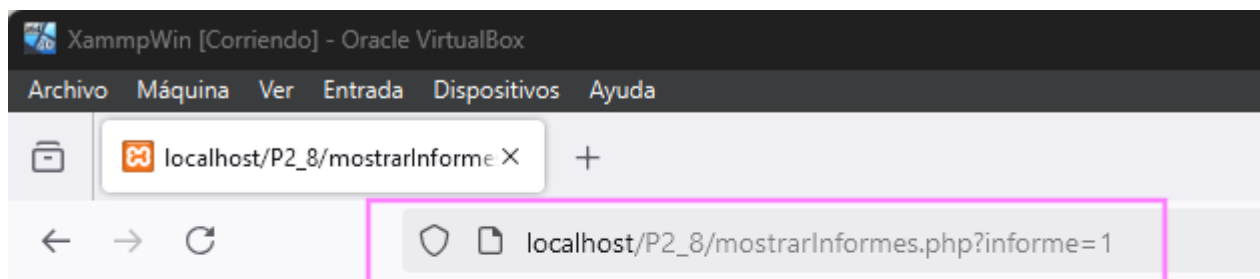 XammpWin [Corriendo] - Oracle VirtualBox
Archivo Máquina Ver Entrada Dispositivos Ayuda
localhost/P2_8/mostrarInforme
localhost/P2_8/mostrarInformes.php?informe=1